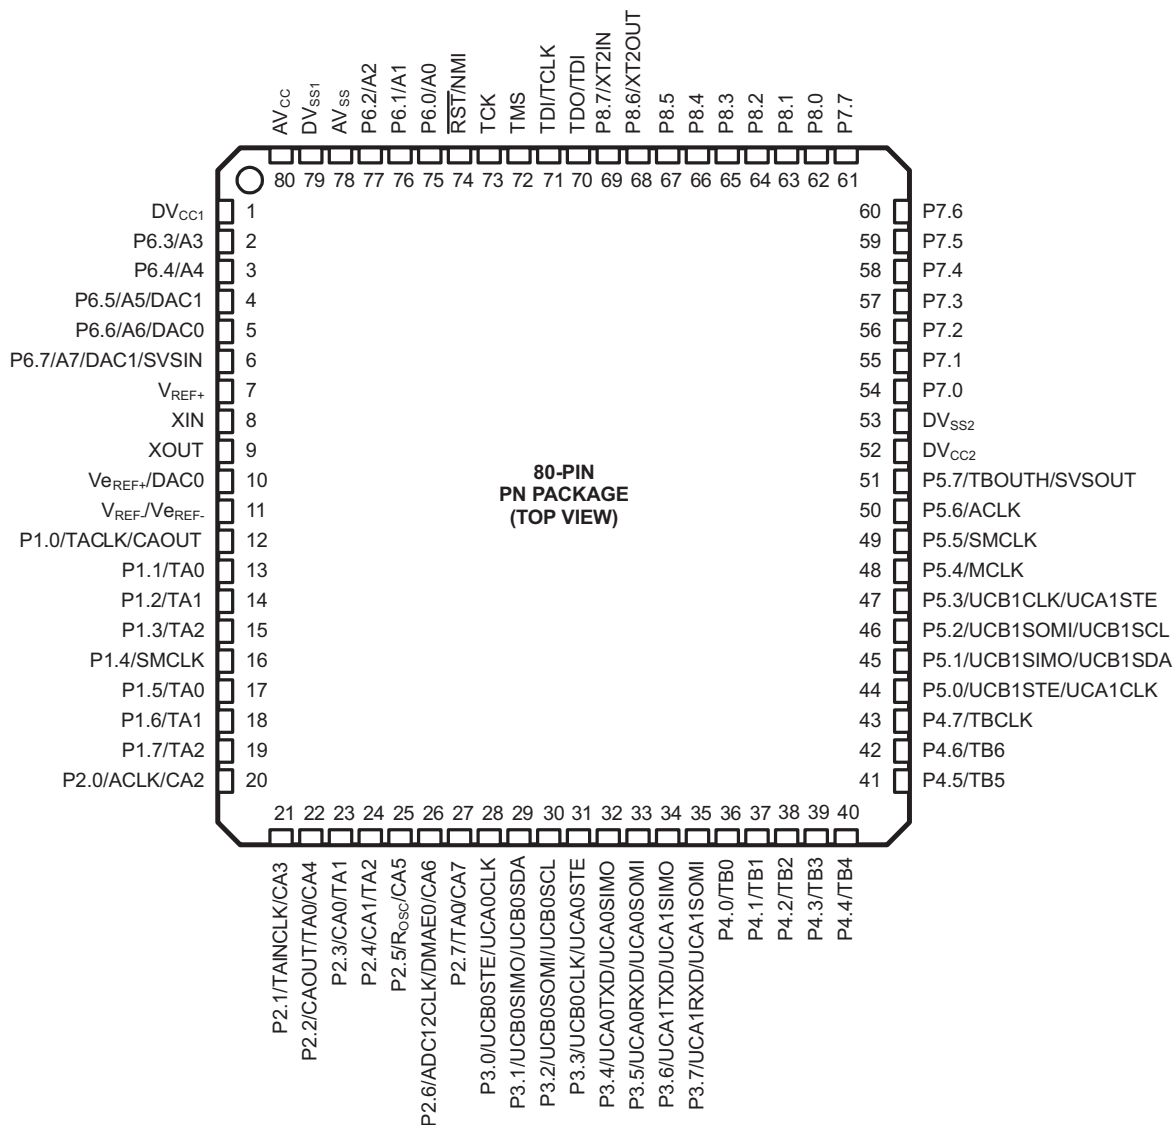 AVCC
DVSS1
AVSS
P6.2/A2
P6.1/A1
P6.0/A0
RST/NMI
TCK
TMS
TDI/TCLK
TDO/TDI
P8.7/XT2IN
P8.6/XT2OUT
P8.5
P8.4
P8.3
P8.2
P8.1
P8.0
P7.7
80 79 78 77 76 75 74 73 72 71 70 69 68 67 66 65 64 63 62 61
DVCC1 1
P6.3/A3 2
P6.4/A4 3
P6.5/A5/DAC1 4
P6.6/A6/DAC0 5
P6.7/A7/DAC1/SVSIN 6
VREF+ 7
XIN 8
XOUT 9
VeREF+/DAC0 10
VREF-/VeREF- 11
P1.0/TACLK/CAOUT 12
P1.1/TA0 13
P1.2/TA1 14
P1.3/TA2 15
P1.4/SMCLK 16
P1.5/TA0 17
P1.6/TA1 18
P1.7/TA2 19
P2.0/ACLK/CA2 20
80-PIN
PN PACKAGE
(TOP VIEW)
60 P7.6
59 P7.5
58 P7.4
57 P7.3
56 P7.2
55 P7.1
54 P7.0
53 DVSS2
52 DVCC2
51 P5.7/TBOUTH/SVSOUT
50 P5.6/ACLK
49 P5.5/SMCLK
48 P5.4/MCLK
47 P5.3/UCB1CLK/UCA1STE
46 P5.2/UCB1SOMI/UCB1SCL
45 P5.1/UCB1SIMO/UCB1SDA
44 P5.0/UCB1STE/UCA1CLK
43 P4.7/TBCLK
42 P4.6/TB6
41 P4.5/TB5
21 22 23 24 25 26 27 28 29 30 31 32 33 34 35 36 37 38 39 40
P2.1/TAINCLK/CA3
P2.2/CAOUT/TA0/CA4
P2.3/CA0/TA1
P2.4/CA1/TA2
P2.5/ROSC/CA5
P2.6/ADC12CLK/DMAE0/CA6
P2.7/TA0/CA7
P3.0/UCB0STE/UCA0CLK
P3.1/UCB0SIMO/UCB0SDA
P3.2/UCB0SOMI/UCB0SCL
P3.3/UCB0CLK/UCA0STE
P3.4/UCA0TXD/UCA0SIMO
P3.5/UCA0RXD/UCA0SOMI
P3.6/UCA1TXD/UCA1SIMO
P3.7/UCA1RXD/UCA1SOMI
P4.0/TB0
P4.1/TB1
P4.2/TB2
P4.3/TB3
P4.4/TB4